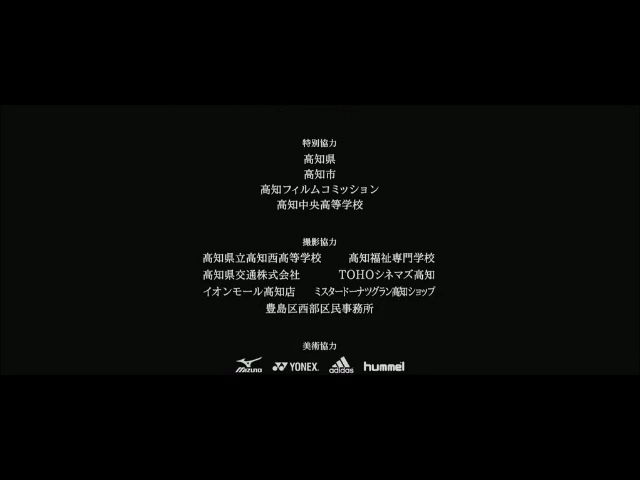 特別協力
高知県
高知市
高知フィルムコミッション
高知中央高等学校
撮影協力
高知県立高知西高等学校 高知福祉専門学校
高知県交通株式会社 TOHOシネマズ高知
イオンモール高知店 ミスタードーナツグラン高知ショップ
豊島区西部区民事務所
美術協力
MIZUNO YONEX adidas hummel